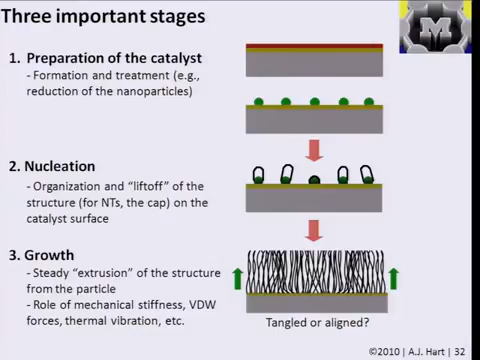 Three important stages
M
1. Preparation of the catalyst
- Formation and treatment (e.g.,
reduction of the nanoparticles)
2. Nucleation
- Organization and “liftoff” of the
structure (for NTs, the cap) on the
catalyst surface
3. Growth
- Steady “extrusion” of the structure
from the particle
- Role of mechanical stiffness, VDW
forces, thermal vibration, etc.
Tangled or aligned?
©2010 | A.J. Hart | 32